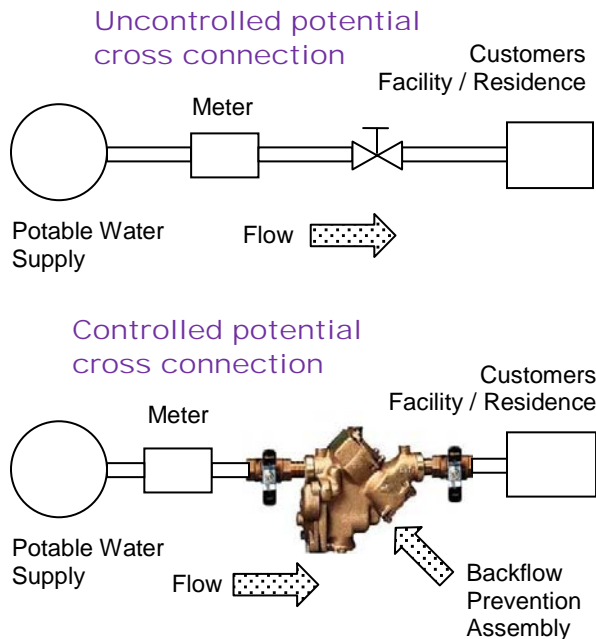 Uncontrolled potential
cross connection
Customers
Facility / Residence
Meter
Potable Water
Supply
Flow
Controlled potential
cross connection
Customers
Facility / Residence
Meter
Potable Water
Supply
Flow
Backflow
Prevention
Assembly